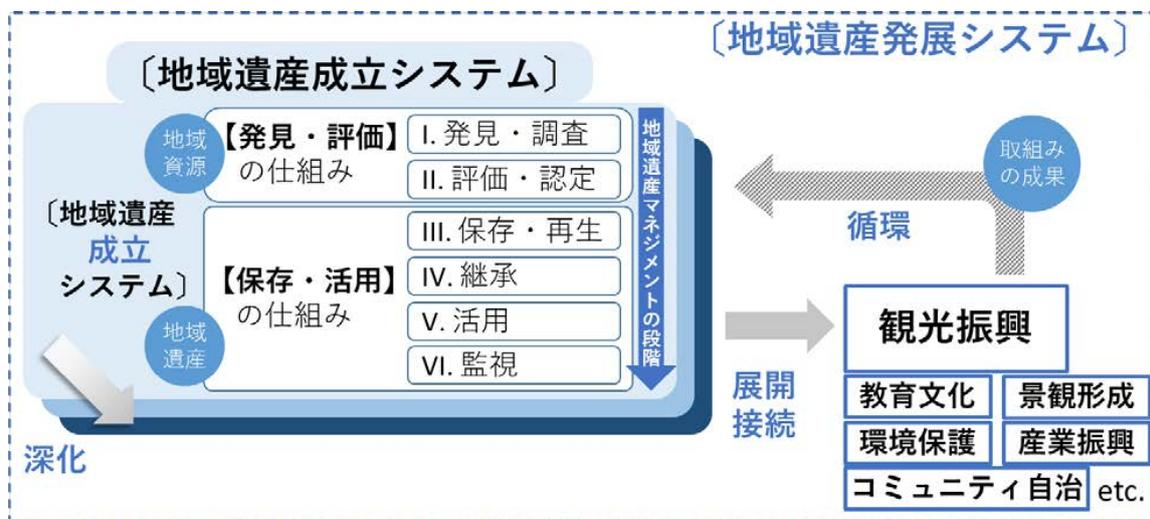 〔地域遺産発展システム〕
〔地域遺産成立システム〕
地域
資源
【発見・評価】
の仕組み
I. 発見・調査
II. 評価・認定
〔地域遺産
成立
システム〕
地域
遺産
【保存・活用】
の仕組み
III. 保存・再生
IV. 継承
V. 活用
VI. 監視
地域遺産マネジメントの段階
深化
展開
接続
循環
取組み
の成果
観光振興
教育文化
景観形成
環境保護
産業振興
コミュニティ自治 etc.